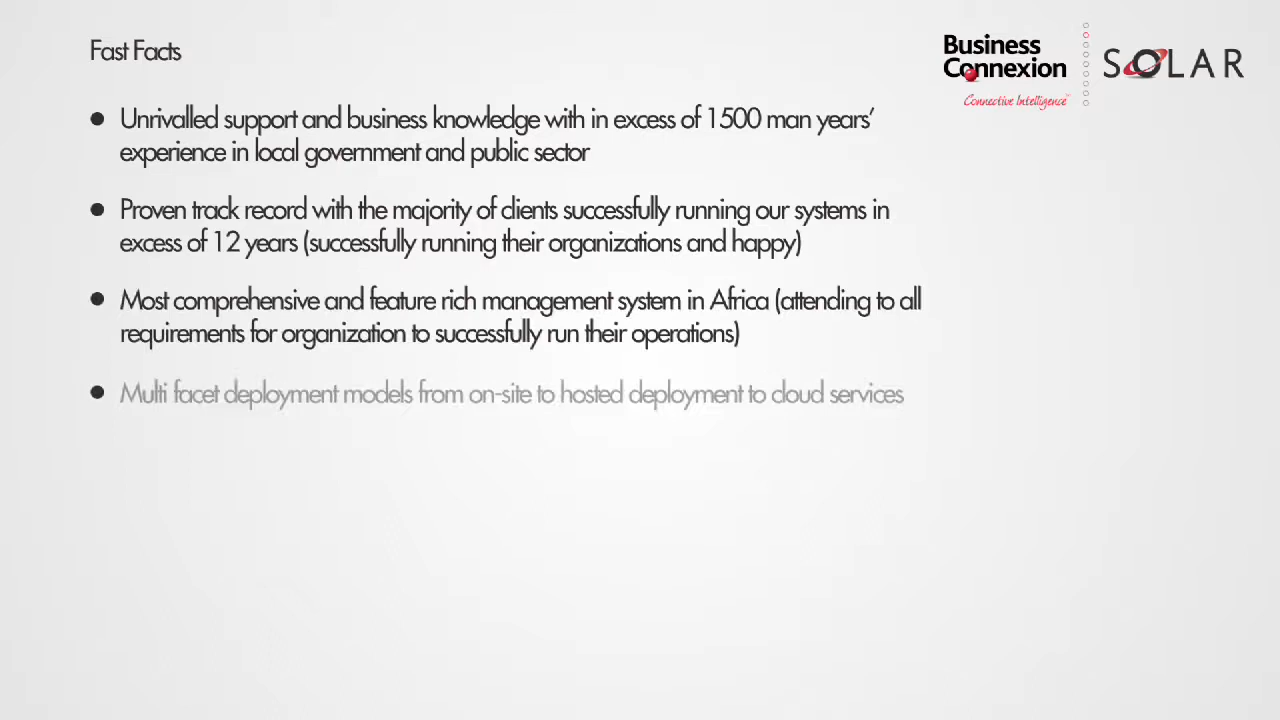 Fast Facts
Business
Connexion
Connective Intelligence™
SOLAR
● Unrivalled support and business knowledge with in excess of 1500 man years’
experience in local government and public sector
● Proven track record with the majority of clients successfully running our systems in
excess of 12 years (successfully running their organizations and happy)
● Most comprehensive and feature rich management system in Africa (attending to all
requirements for organization to successfully run their operations)
● Multi facet deployment models from on-site to hosted deployment to cloud services